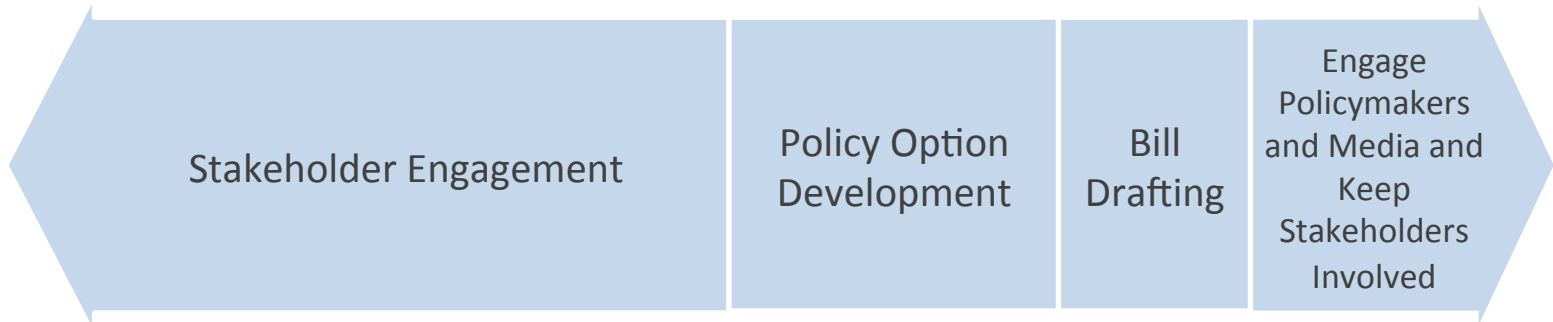 Stakeholder Engagement
Policy Option
Development
Bill
Drafting
Engage
Policymakers
and Media and
Keep
Stakeholders
Involved